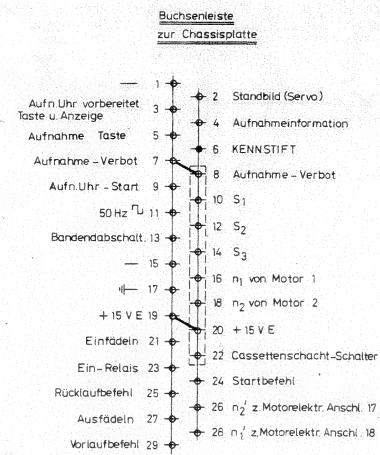 Buchsenleiste
zur Chassisplatte
— 1
2 Standbild (Servo)
Aufn. Uhr vorbereitet
Taste u. Anzeige 3
4 Aufnahmeinformation
Aufnahme Taste 5
6 KENNSTIFT
Aufnahme - Verbot 7
8 Aufnahme - Verbot
Aufn. Uhr - Start 9
10 S1
50 Hz 11
12 S2
Bandendabschalt. 13
14 S3
— 15
16 n1 von Motor 1
17
18 n2 von Motor 2
+ 15 V E 19
20 + 15 V E
Einfädeln 21
22 Cassettenschacht - Schalter
Ein - Relais 23
24 Startbefehl
Rücklaufbefehl 25
26 n2' z. Motorelektr. Anschl. 17
Ausfädeln 27
28 n1' z. Motorelektr. Anschl. 18
Vorlaufbefehl 29